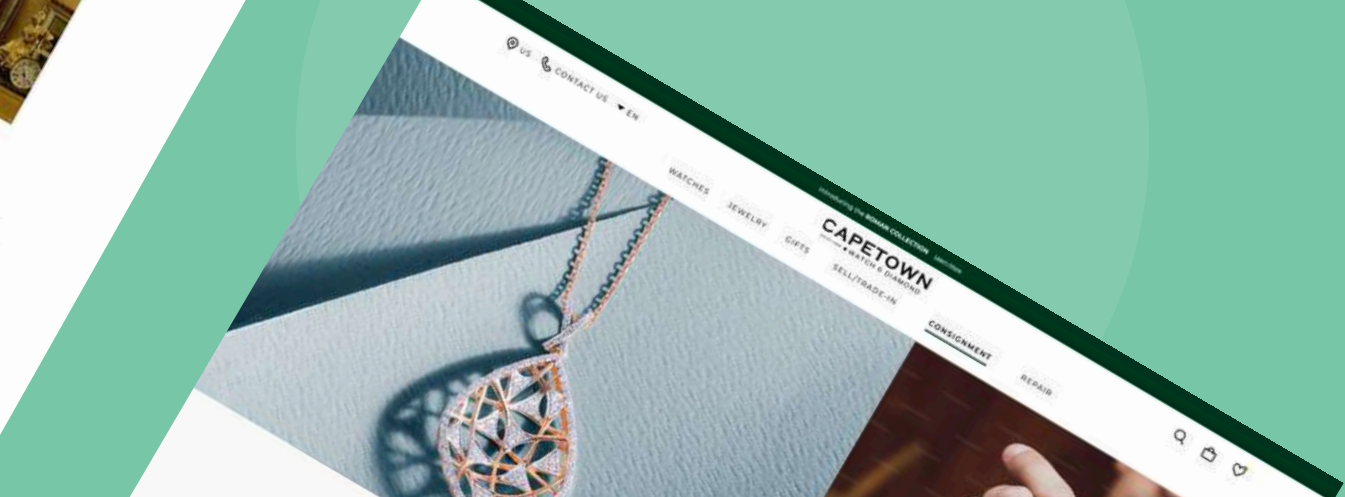 Introducing the ROMAN COLLECTION Learn More
US CONTACT US EN
CAPETOWN
WATCH & DIAMOND
WATCHES JEWELRY GIFTS SELL/TRADE-IN CONSIGNMENT REPAIR